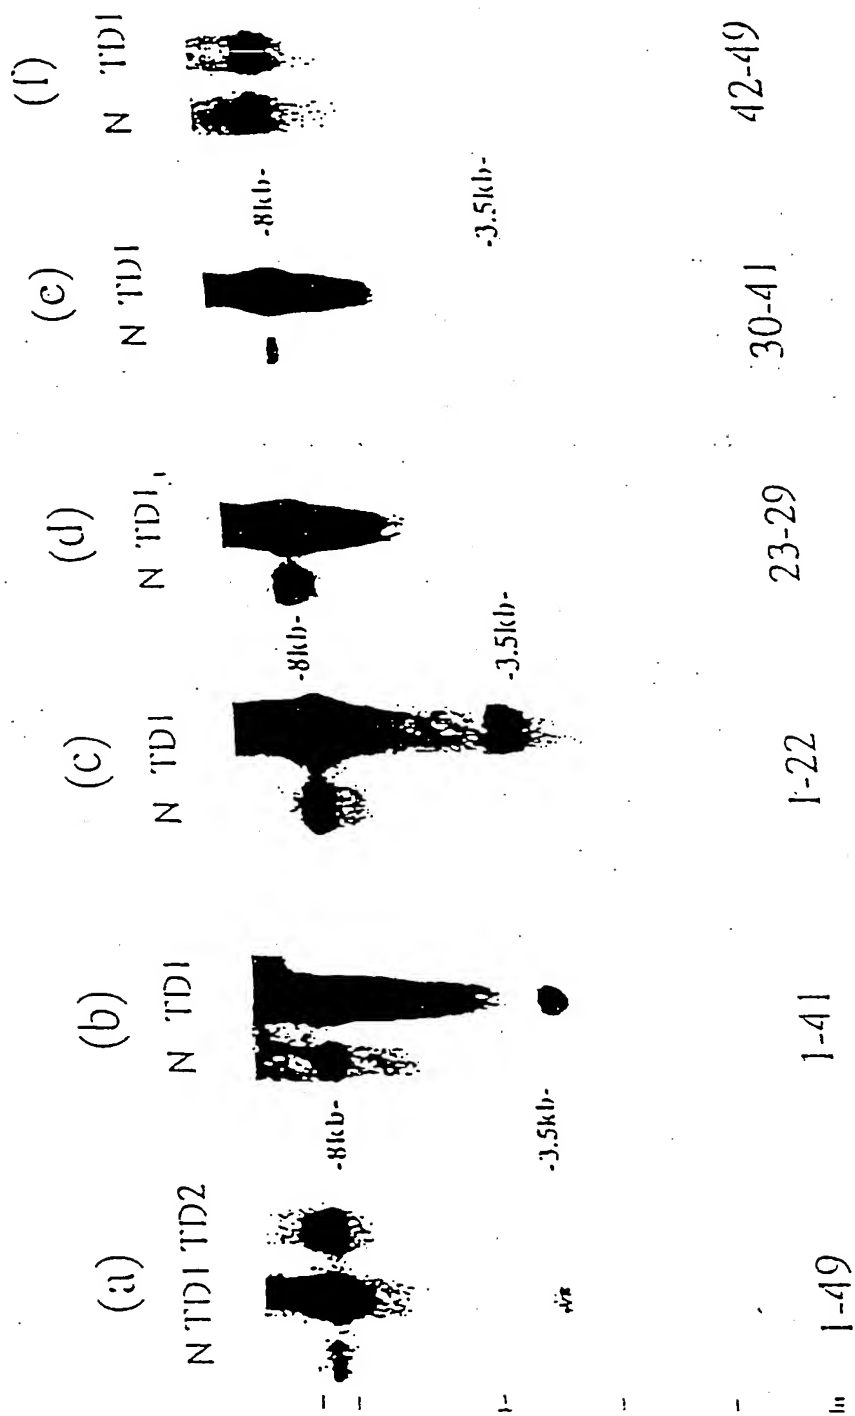 (a) (b) (c) (d) (e) (f)
N TD1 TD2 N TD1 N TD1 N TD1 N TD1 N TD1
-8kb- -8kb- -8kb-
-3.5kb- -3.5kb- -3.5kb-
1-49 1-41 1-22 23-29 30-41 42-49